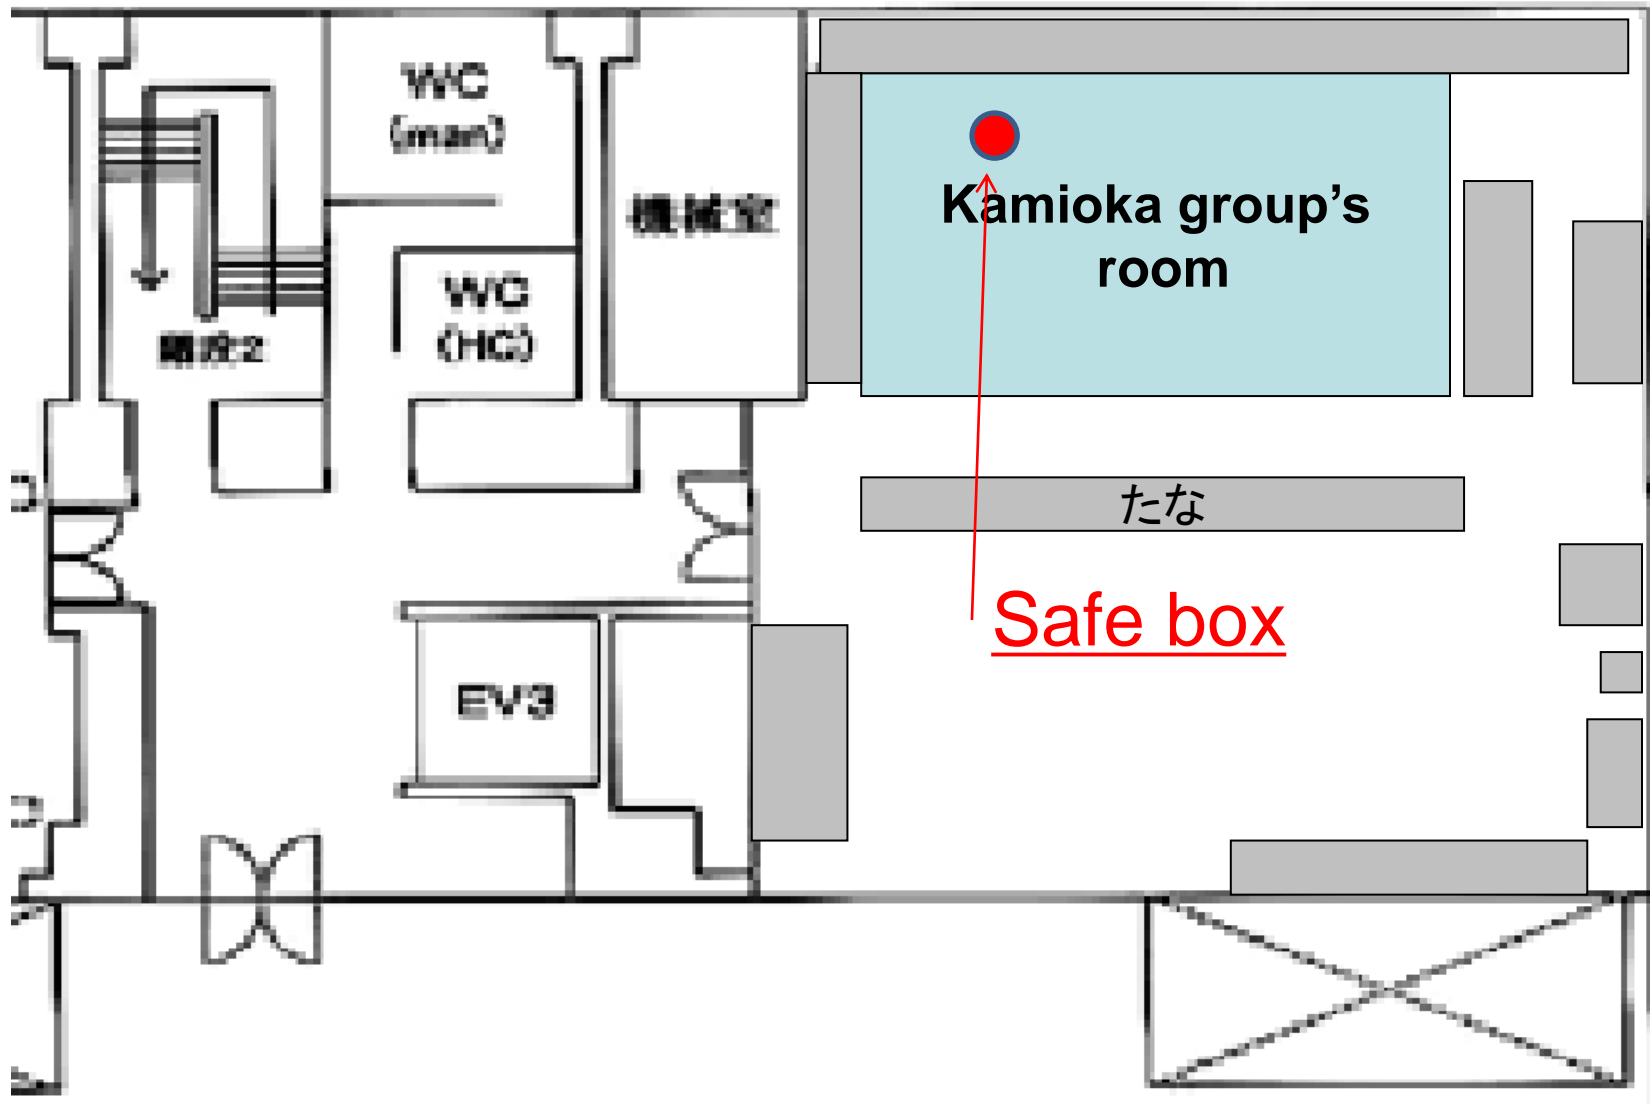 WC
(man)
機械室
Kamioka group's
room
WC
(HC)
階段2
たな
Safe box
EV3